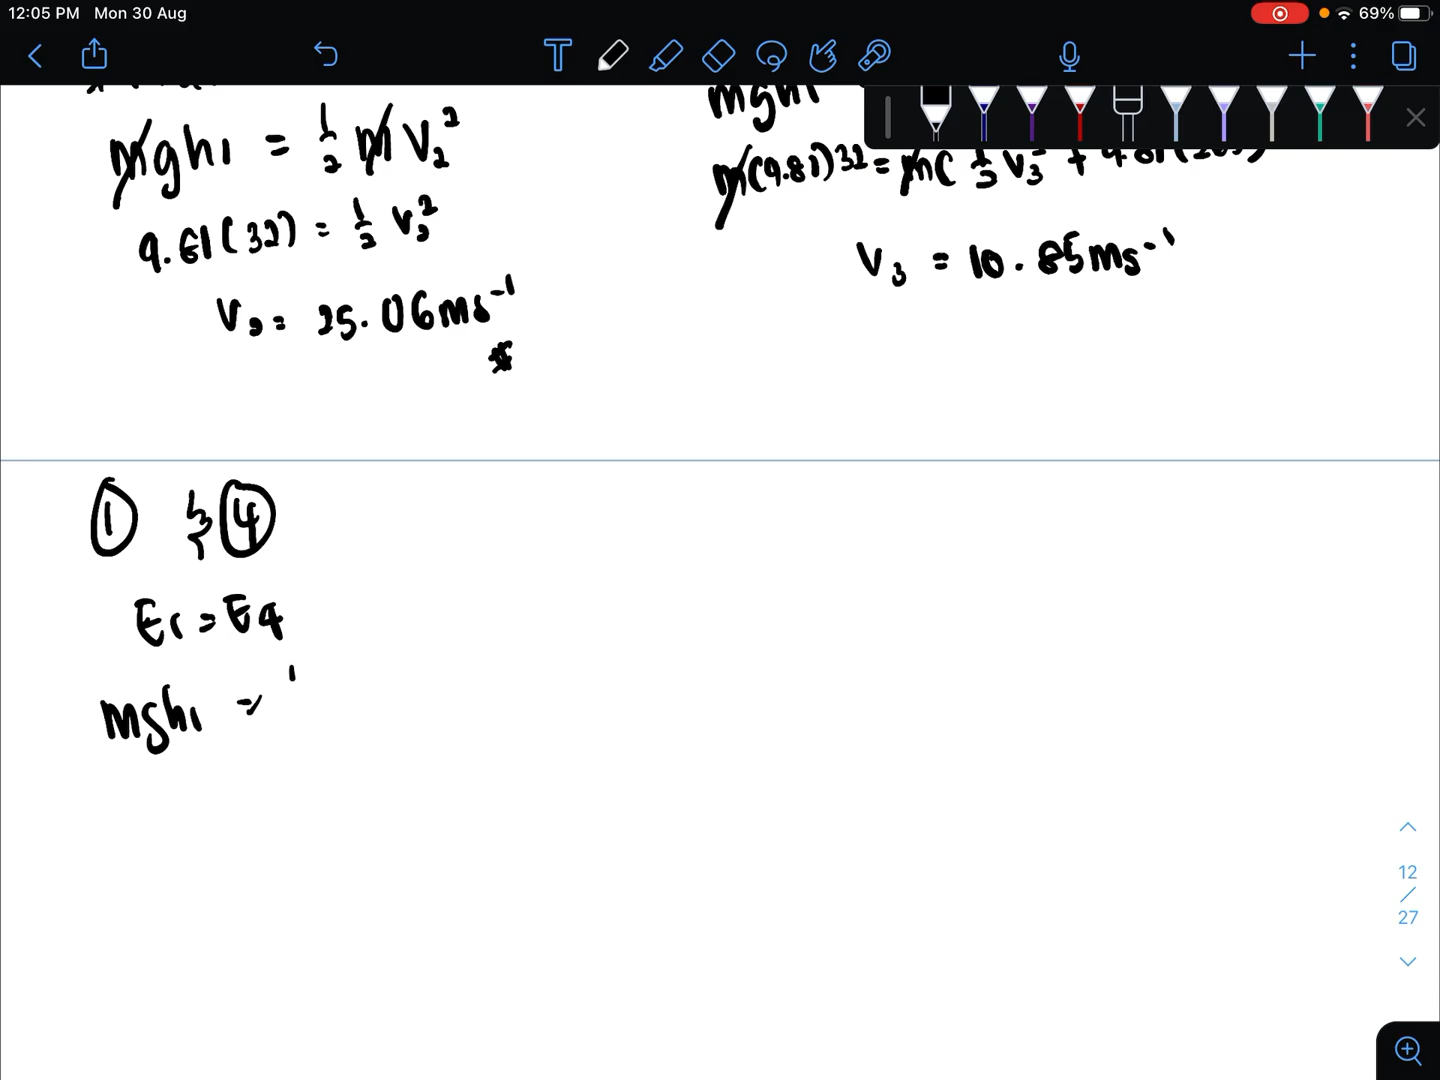 12:05 PM Mon 30 Aug
69%
mgh1 = 1/2 m V2²
9.81(32) = 1/2 V2²
V2 = 25.06ms⁻¹
*
mgh1
m(9.81)32 = m( 1/2 V3² +
V3 = 10.85ms⁻¹
① & ④
E1 = E4
mgh1 =
12
/
27